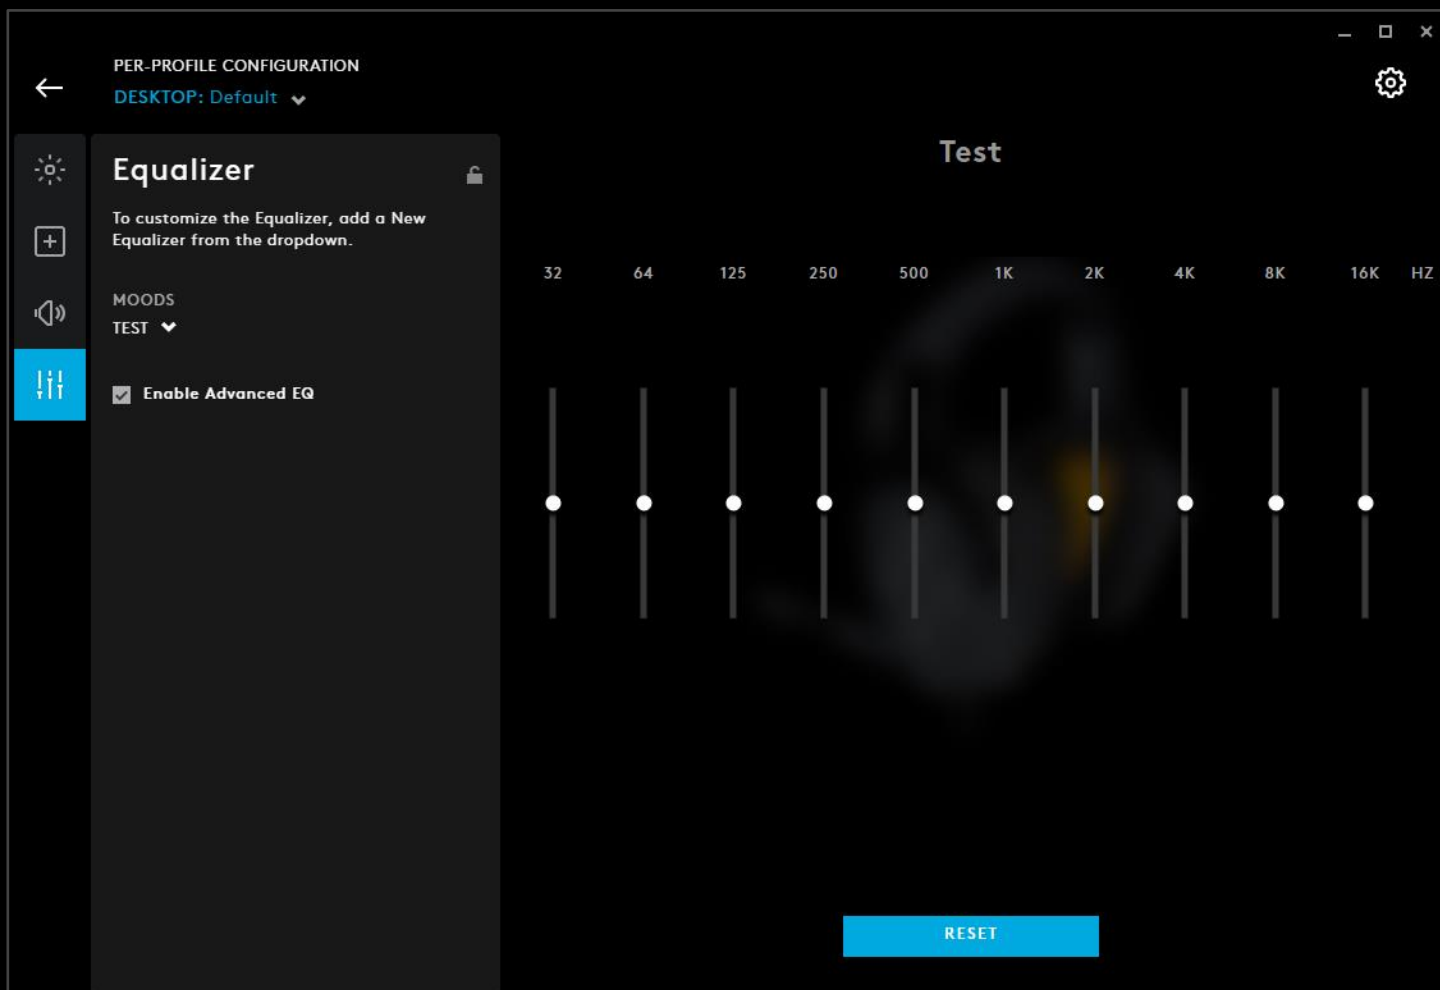 PER-PROFILE CONFIGURATION
DESKTOP: Default
Equalizer
To customize the Equalizer, add a New
Equalizer from the dropdown.
MOODS
TEST
Enable Advanced EQ
Test
32 64 125 250 500 1K 2K 4K 8K 16K HZ
RESET